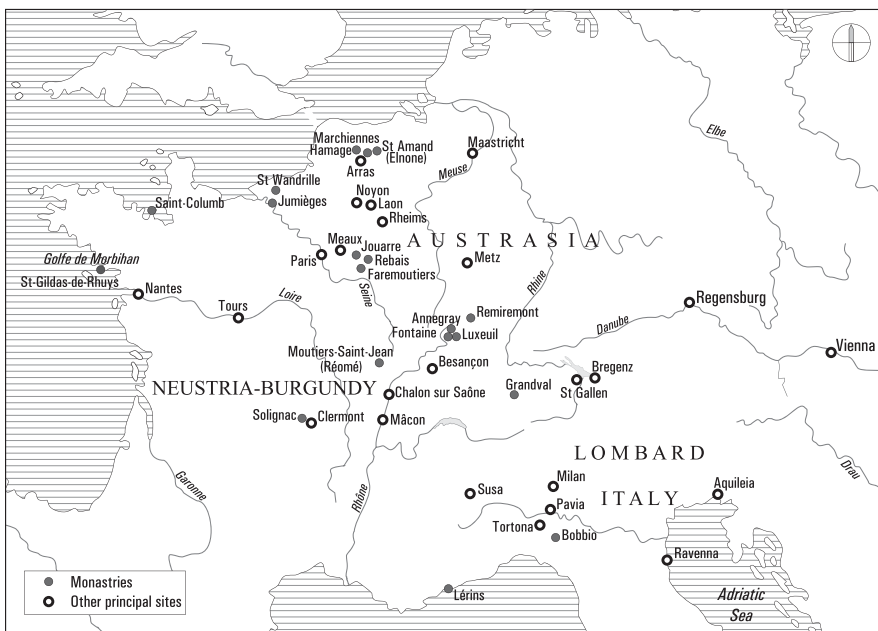 Elbe
Marchiennes
Hamage
St Amand
(Elnone)
Maastricht
Arras
Meuse
St Wandrille
Noyon
Laon
Saint-Columb
Jumièges
Rheims
AUSTRASIA
Meaux
Jouarre
Golfe de Morbihan
Paris
Rebais
Metz
Faremoutiers
St-Gildas-de-Rhuys
Nantes
Seine
Rhine
Loire
Regensburg
Tours
Annegray
Remiremont
Danube
Fontaine
Luxeuil
Vienna
Moutiers-Saint-Jean
(Réomé)
Besançon
Bregenz
NEUSTRIA-BURGUNDY
Grandval
St Gallen
Chalon sur Saône
Solignac
Clermont
Mâcon
LOMBARD
Drau
Garonne
Rhône
Susa
Milan
ITALY
Aquileia
Pavia
Tortona
Bobbio
Ravenna
Monastries
Other principal sites
Lérins
Adriatic
Sea